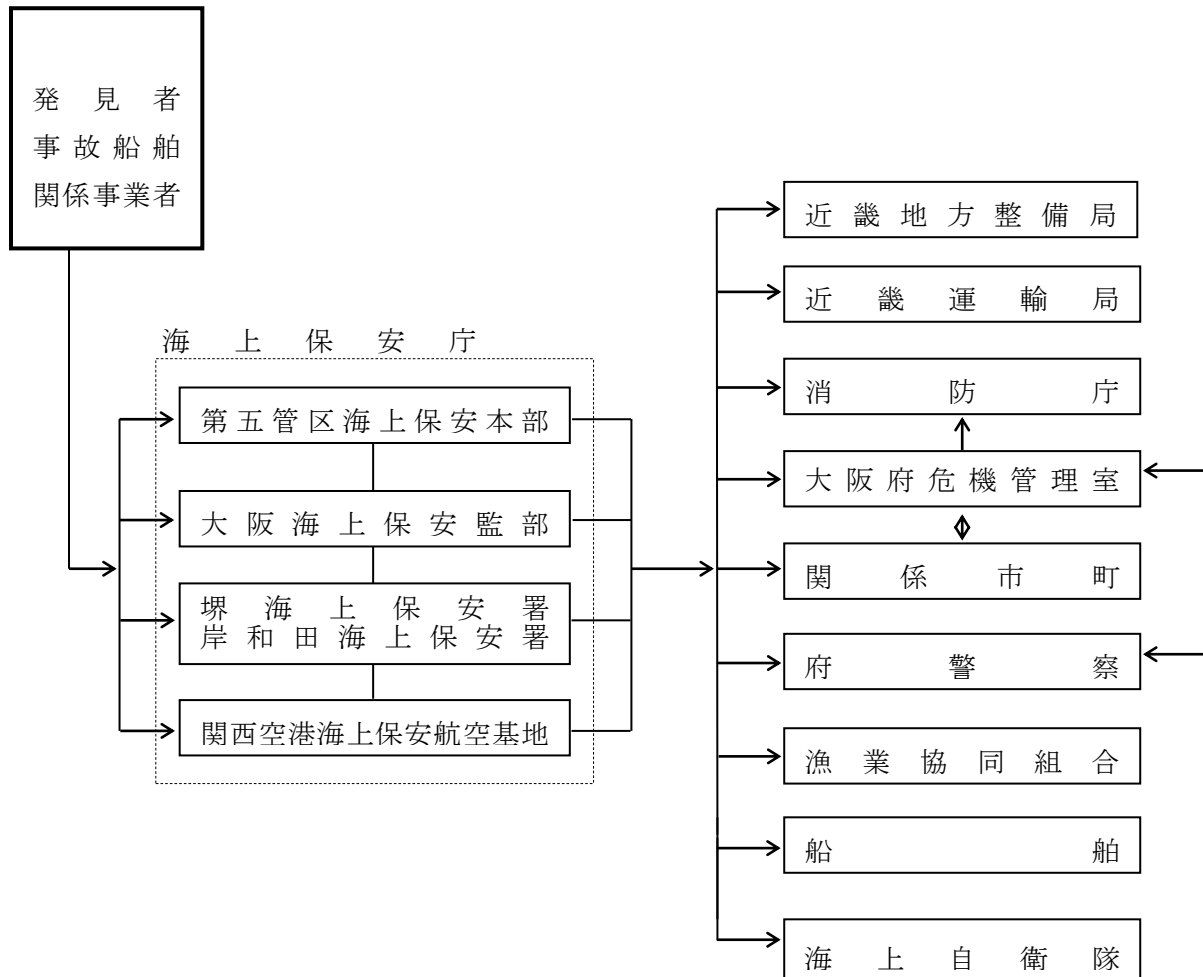 発見者
事故船舶
関係事業者
海上保安庁
第五管区海上保安本部
大阪海上保安監部
堺海上保安署
岸和田海上保安署
関西空港海上保安航空基地
近畿地方整備局
近畿運輸局
消防庁
大阪府危機管理室
関係市町
府警察
漁業協同組合
船舶
海上自衛隊